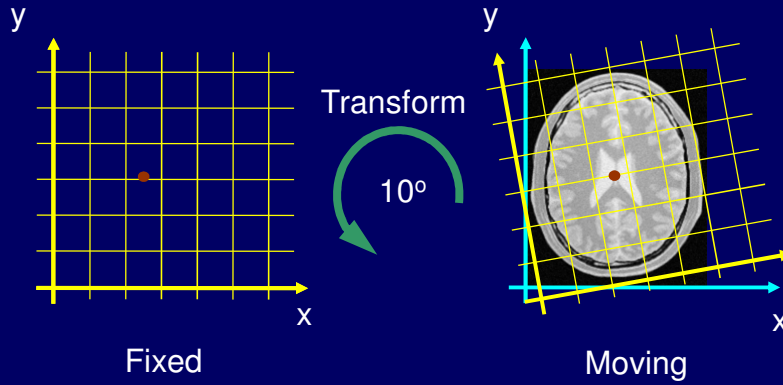 y
y
Transform
10º
x
x
Fixed
Moving